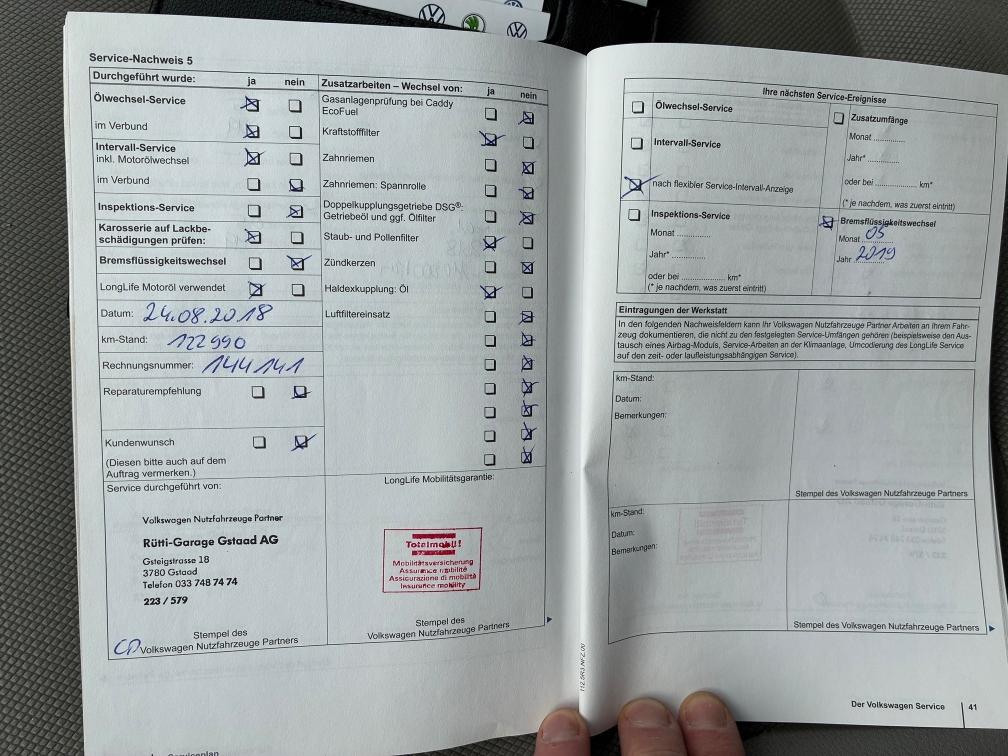 Service-Nachweis 5
Durchgeführt wurde: ja nein
Ölwechsel-Service
im Verbund
Intervall-Service
inkl. Motorölwechsel
im Verbund
Inspektions-Service
Karosserie auf Lackbe-
schädigungen prüfen:
Bremsflüssigkeitswechsel
LongLife Motoröl verwendet
Datum: 24.08.2018
km-Stand: 122990
Rechnungsnummer: 144141
Reparaturempfehlung
Kundenwunsch
(Diesen bitte auch auf dem
Auftrag vermerken.)
Zusatzarbeiten – Wechsel von: ja nein
Gasanlagenprüfung bei Caddy
EcoFuel
Kraftstofffilter
Zahnriemen
Zahnriemen: Spannrolle
Doppelkupplungsgetriebe DSG®:
Getriebeöl und ggf. Ölfilter
Staub- und Pollenfilter
Zündkerzen
Haldexkupplung: Öl
Luftfiltereinsatz
Service durchgeführt von:
Volkswagen Nutzfahrzeuge Partner
Rütti-Garage Gstaad AG
Gsteigstrasse 18
3780 Gstaad
Telefon 033 748 74 74
223 / 579
Stempel des
Volkswagen Nutzfahrzeuge Partners
LongLife Mobilitätsgarantie:
Totalmobil!
Mobilitätsversicherung
Assurance mobilité
Assicurazione di mobilità
Insurance mobility
Stempel des
Volkswagen Nutzfahrzeuge Partners
Ihre nächsten Service-Ereignisse
Ölwechsel-Service
Intervall-Service
nach flexibler Service-Intervall-Anzeige
Inspektions-Service
Monat ............
Jahr* ............
oder bei ................ km*
(* je nachdem, was zuerst eintritt)
Zusatzumfänge
Monat ............
Jahr* ............
oder bei ................ km*
(* je nachdem, was zuerst eintritt)
Bremsflüssigkeitswechsel
Monat 05
Jahr 2019
Eintragungen der Werkstatt
In den folgenden Nachweisfeldern kann Ihr Volkswagen Nutzfahrzeuge Partner Arbeiten an Ihrem Fahr-
zeug dokumentieren, die nicht zu den festgelegten Service-Umfängen gehören (beispielsweise den Aus-
tausch eines Airbag-Moduls, Service-Arbeiten an der Klimaanlage, Umcodierung des LongLife Service
auf den zeit- oder laufleistungsabhängigen Service).
km-Stand:
Datum:
Bemerkungen:
Stempel des Volkswagen Nutzfahrzeuge Partners
km-Stand:
Datum:
Bemerkungen:
Stempel des Volkswagen Nutzfahrzeuge Partners
Der Volkswagen Service 41